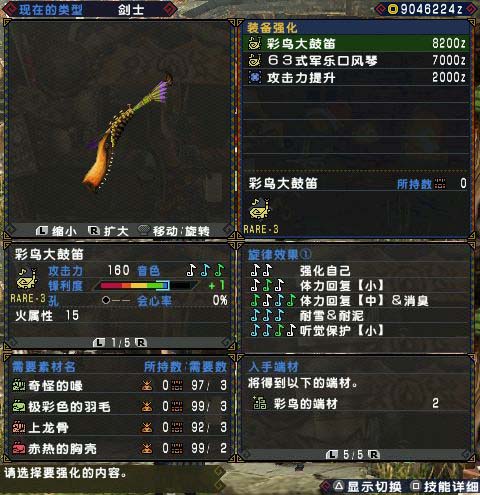 现在的类型 剑士
9046224z
装备强化
彩鸟大鼓笛 8200z
63式军乐口风琴 7000z
攻击力提升 2000z
彩鸟大鼓笛 所持数 0
RARE-3
L 缩小 R 扩大 移动/旋转
彩鸟大鼓笛
攻击力 160 音色
锋利度 +1
RARE-3 孔 ●－－ 会心率 0%
火属性 15
L 1/5 R
旋律效果①
强化自己
体力回复【小】
体力回复【中】&消臭
耐雪&耐泥
听觉保护【小】
需要素材名 所持数/需要数
奇怪的喙 0 97/ 3
极彩色的羽毛 0 99/ 3
上龙骨 0 92/ 3
赤热的胸壳 0 99/ 2
入手端材
将得到以下的端材。
彩鸟的端材 2
L 5/5 R
请选择要强化的内容。
△显示切换 □技能详细